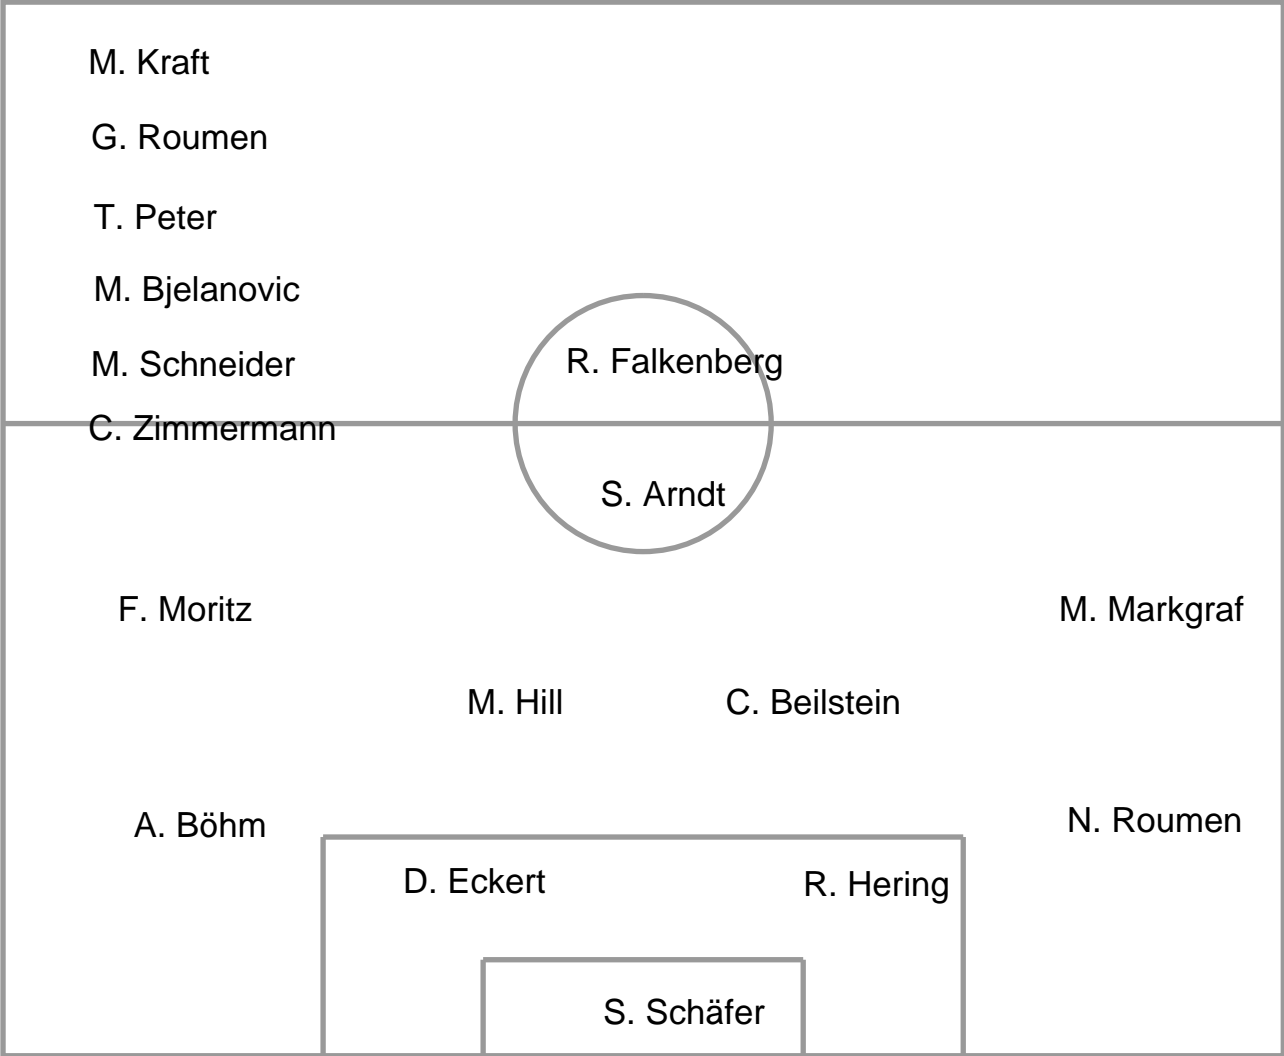 M. Kraft
G. Roumen
T. Peter
M. Bjelanovic
M. Schneider
R. Falkenberg
C. Zimmermann
S. Arndt
F. Moritz
M. Markgraf
M. Hill
C. Beilstein
A. Böhm
N. Roumen
D. Eckert
R. Hering
S. Schäfer